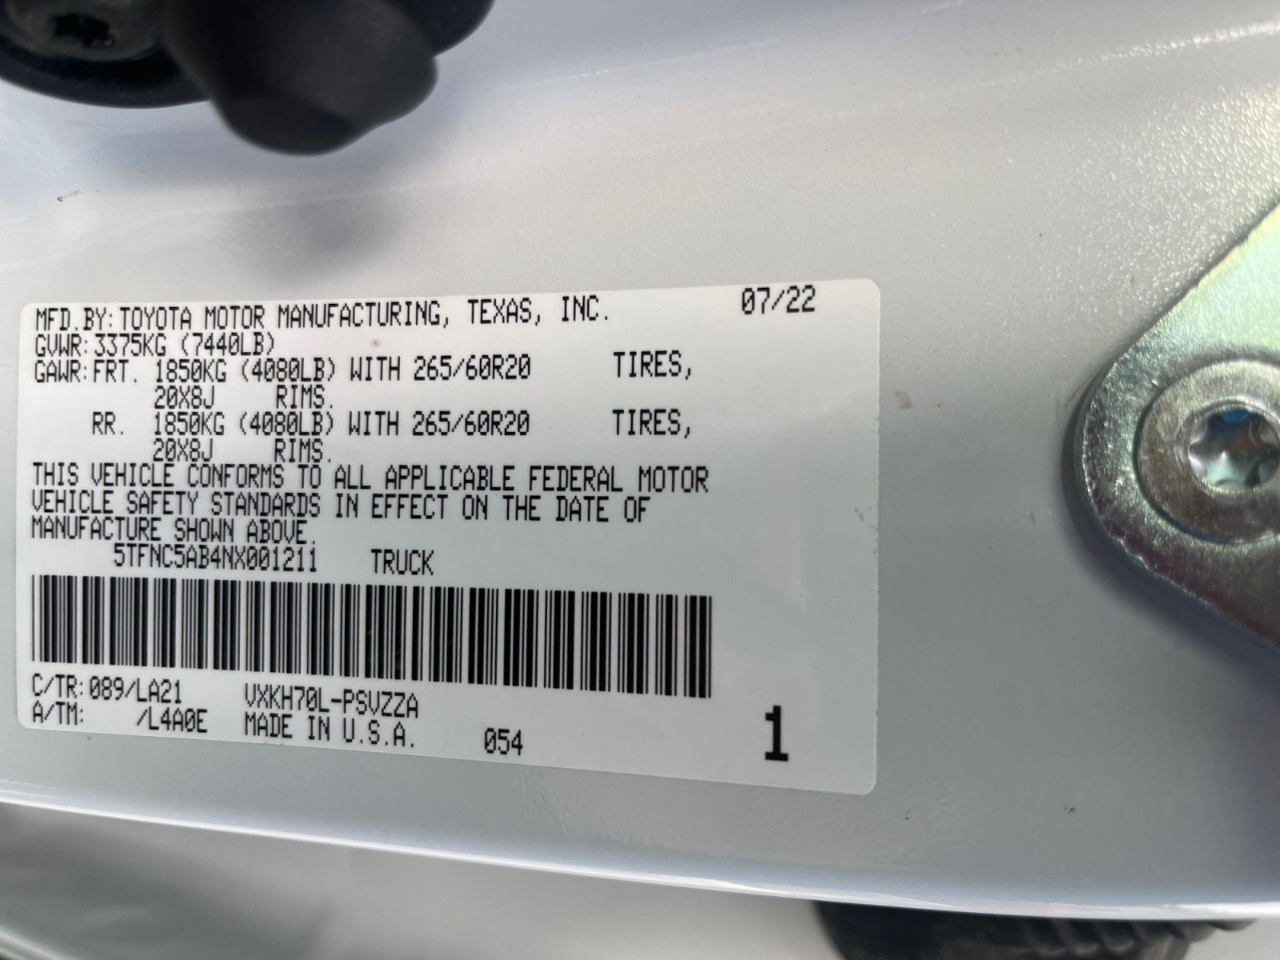 MFD.BY: TOYOTA MOTOR MANUFACTURING, TEXAS, INC. 07/22
GVWR: 3375KG (7440LB)
GAWR: FRT. 1850KG (4080LB) WITH 265/60R20 TIRES,
20X8J RIMS.
RR. 1850KG (4080LB) WITH 265/60R20 TIRES,
20X8J RIMS.
THIS VEHICLE CONFORMS TO ALL APPLICABLE FEDERAL MOTOR
VEHICLE SAFETY STANDARDS IN EFFECT ON THE DATE OF
MANUFACTURE SHOWN ABOVE.
5TFNC5AB4NX001211 TRUCK
C/TR: 089/LA21 VXKH70L-PSVZZA
A/TM: /L4A0E MADE IN U.S.A. 054 1